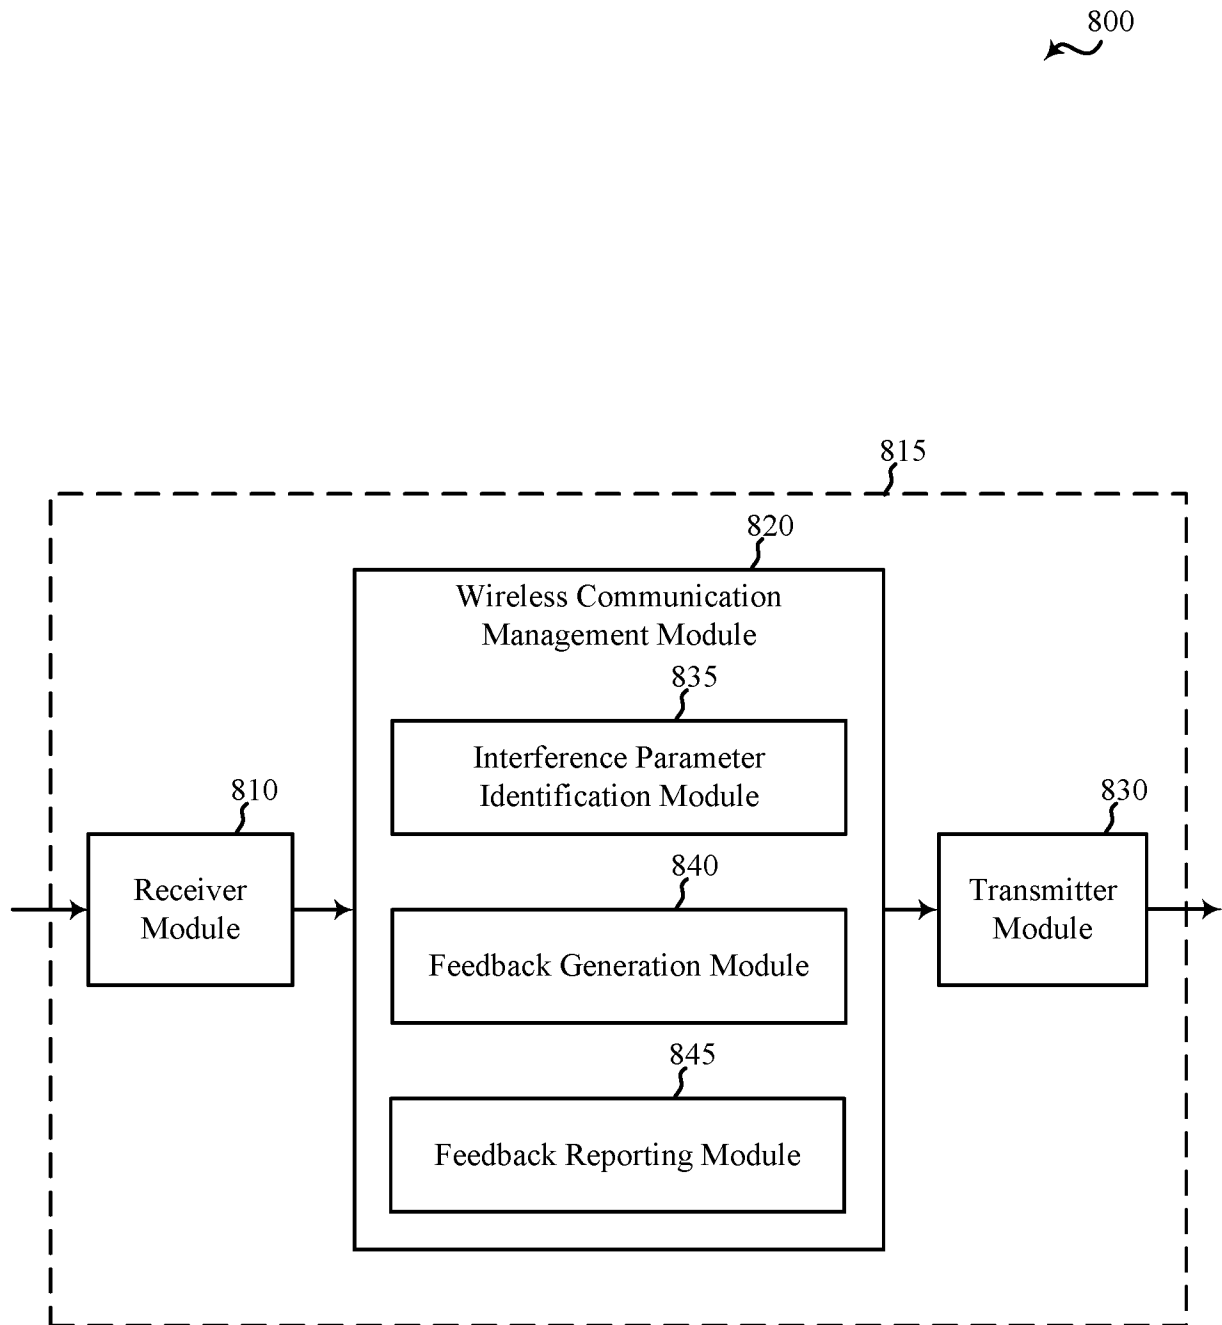 800
815
820
Wireless Communication
Management Module
835
Interference Parameter
Identification Module
810
Receiver
Module
840
Feedback Generation Module
830
Transmitter
Module
845
Feedback Reporting Module